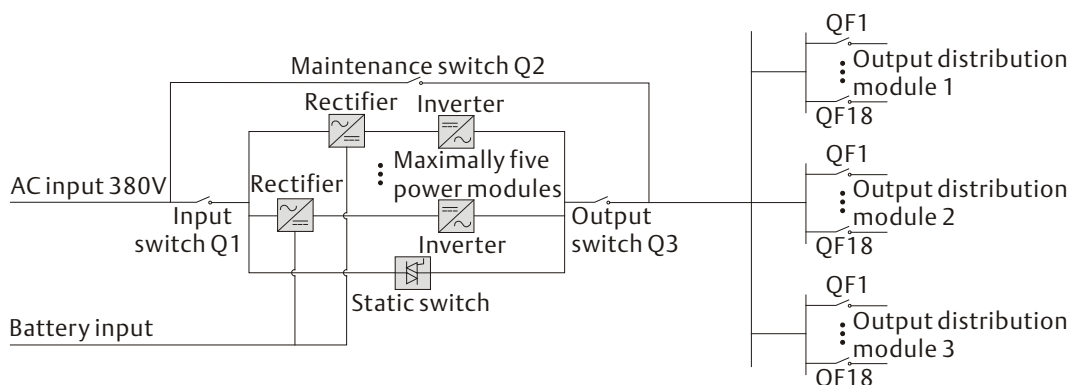 Maintenance switch Q2
Rectifier
Inverter
Maximally five
power modules
AC input 380V
Rectifier
Input
switch Q1
Inverter
Output
switch Q3
Static switch
Battery input
QF1
Output distribution
module 1
QF18
QF1
Output distribution
module 2
QF18
QF1
Output distribution
module 3
QF18